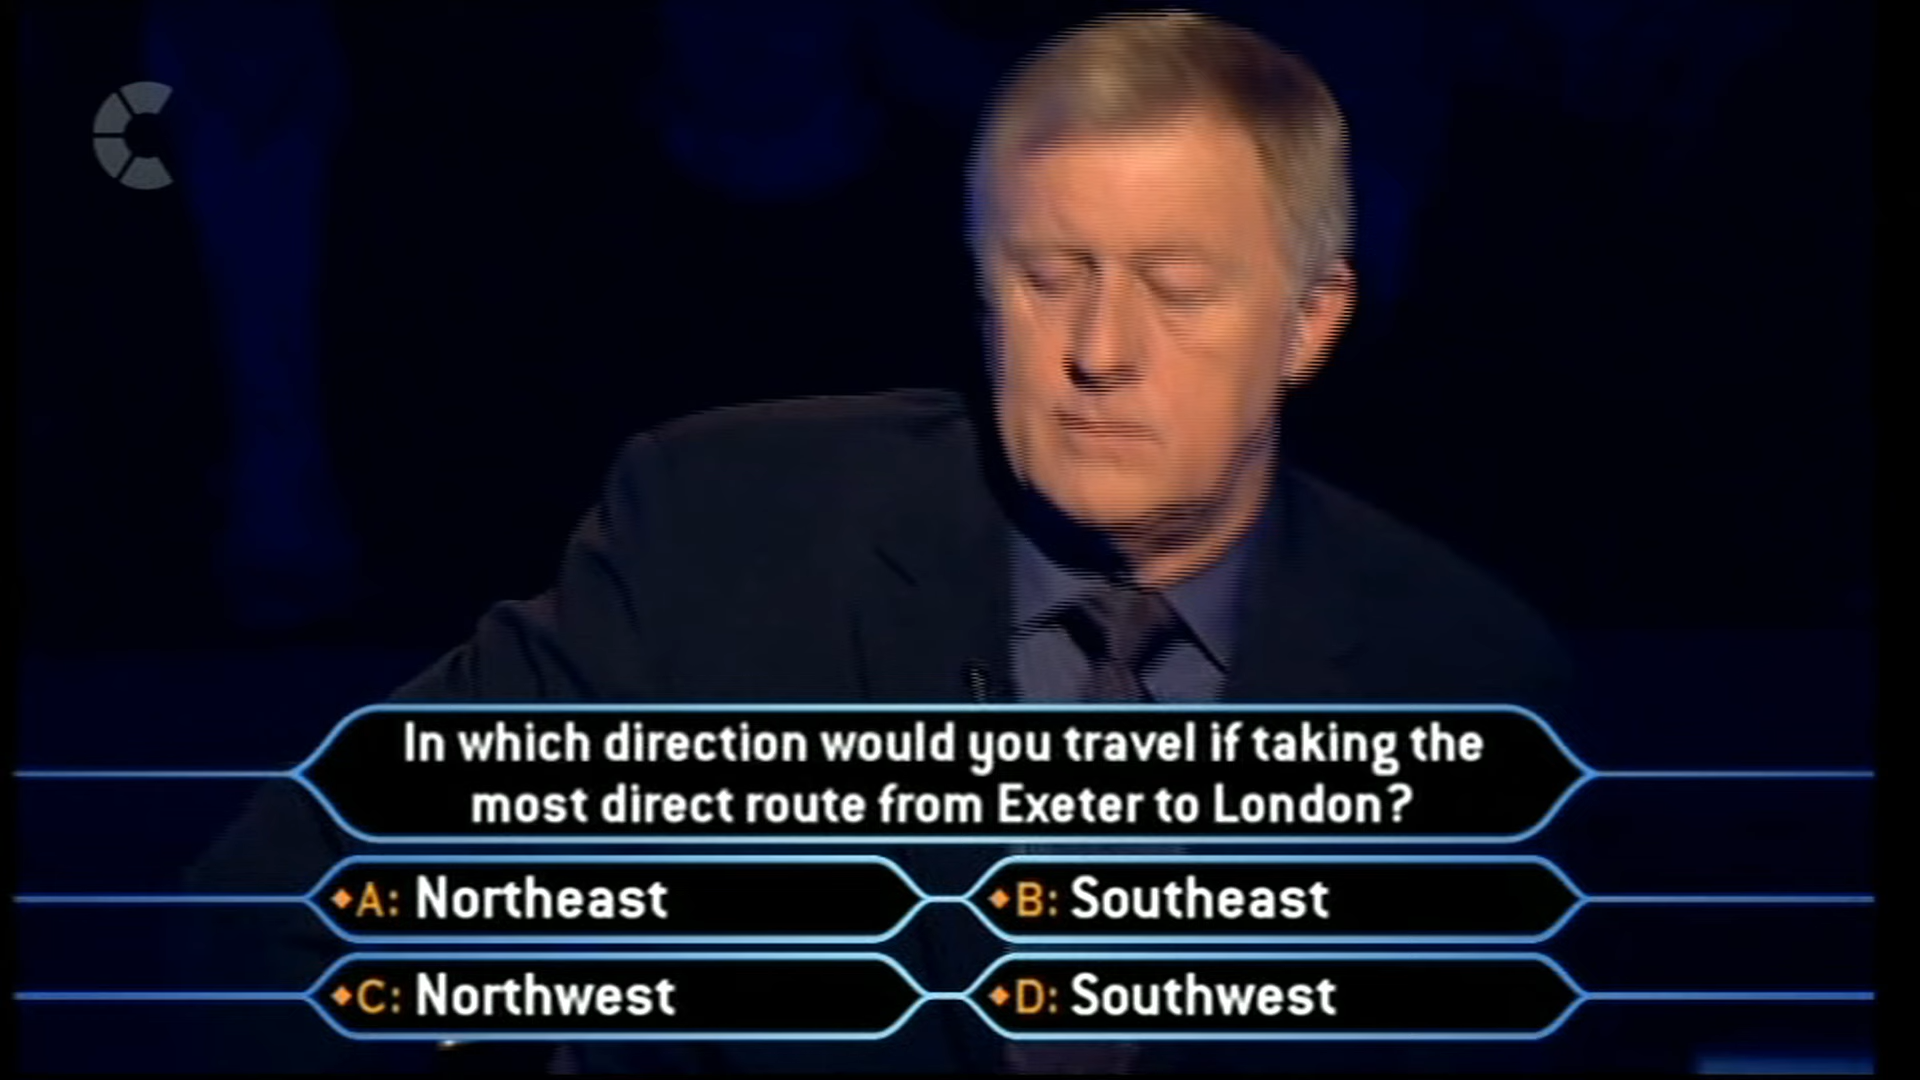 In which direction would you travel if taking the
most direct route from Exeter to London?
A: Northeast
B: Southeast
C: Northwest
D: Southwest